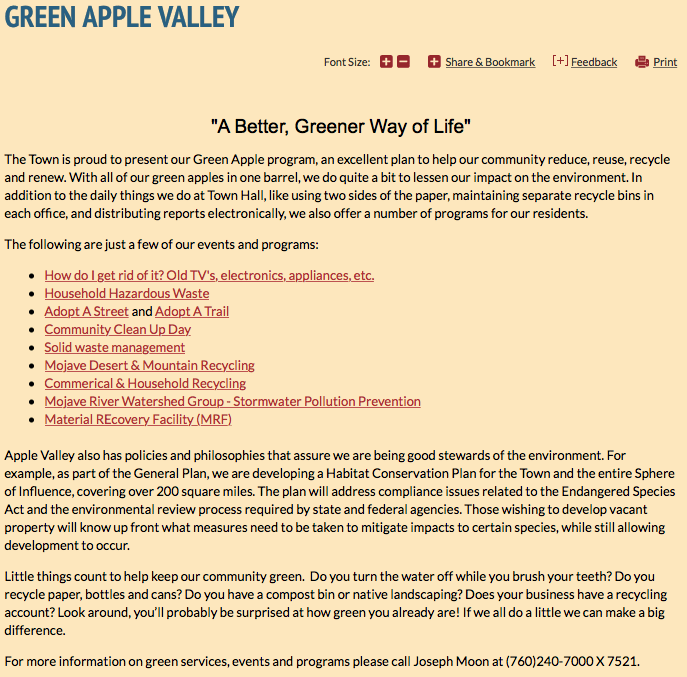 GREEN APPLE VALLEY
Font Size: Share & Bookmark [+] Feedback Print
"A Better, Greener Way of Life"
The Town is proud to present our Green Apple program, an excellent plan to help our community reduce, reuse, recycle
and renew. With all of our green apples in one barrel, we do quite a bit to lessen our impact on the environment. In
addition to the daily things we do at Town Hall, like using two sides of the paper, maintaining separate recycle bins in
each office, and distributing reports electronically, we also offer a number of programs for our residents.
The following are just a few of our events and programs:
How do I get rid of it? Old TV's, electronics, appliances, etc.
Household Hazardous Waste
Adopt A Street and Adopt A Trail
Community Clean Up Day
Solid waste management
Mojave Desert & Mountain Recycling
Commerical & Household Recycling
Mojave River Watershed Group - Stormwater Pollution Prevention
Material REcovery Facility (MRF)
Apple Valley also has policies and philosophies that assure we are being good stewards of the environment. For
example, as part of the General Plan, we are developing a Habitat Conservation Plan for the Town and the entire Sphere
of Influence, covering over 200 square miles. The plan will address compliance issues related to the Endangered Species
Act and the environmental review process required by state and federal agencies. Those wishing to develop vacant
property will know up front what measures need to be taken to mitigate impacts to certain species, while still allowing
development to occur.
Little things count to help keep our community green. Do you turn the water off while you brush your teeth? Do you
recycle paper, bottles and cans? Do you have a compost bin or native landscaping? Does your business have a recycling
account? Look around, you'll probably be surprised at how green you already are! If we all do a little we can make a big
difference.
For more information on green services, events and programs please call Joseph Moon at (760)240-7000 X 7521.